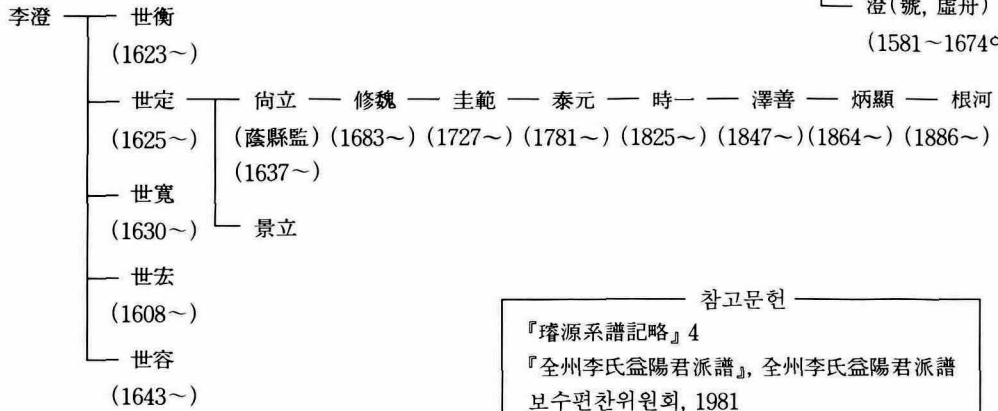 澄(號, 虛舟)
(1581~1674
李澄 世衡
(1623~)
世定 尙立 修魏 圭範 泰元 時一 澤善 炳顯 根河
(1625~) (蔭縣監) (1683~) (1727~) (1781~) (1825~) (1847~) (1864~) (1886~)
(1637~)
世寬
(1630~) 景立
世宏
(1608~)
世容
(1643~)
참고문헌
『璿源系譜記略』4
『全州李氏益陽君派譜』, 全州李氏益陽君派譜
보수편찬위원회, 1981